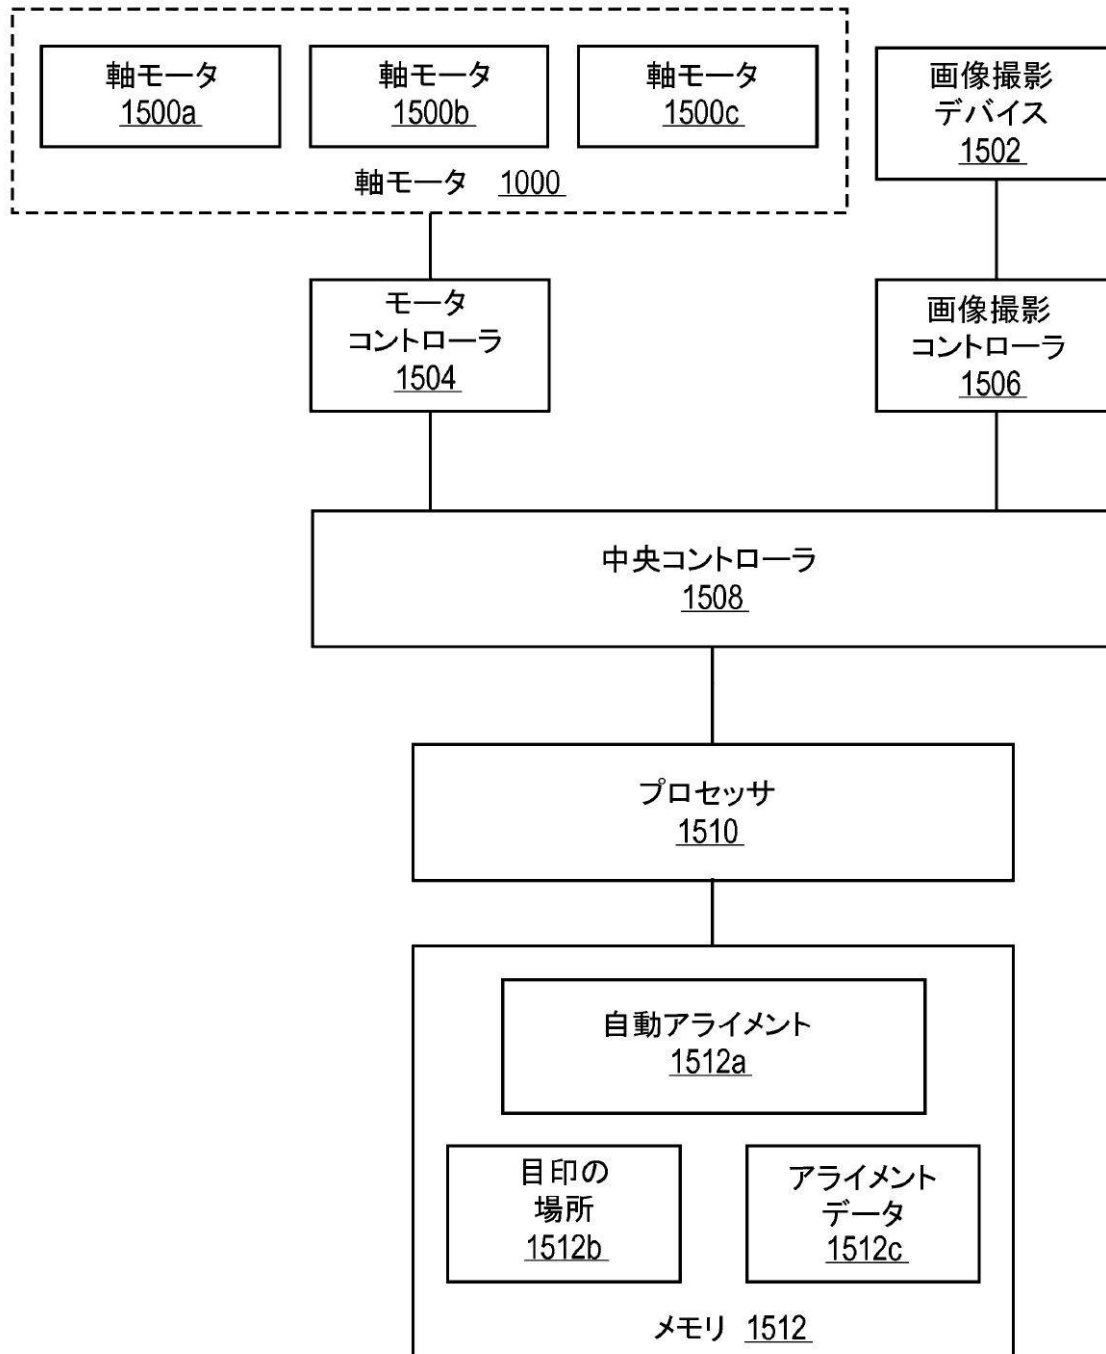 軸モータ
1500a
軸モータ
1500b
軸モータ
1500c
軸モータ 1000
画像撮影
デバイス
1502
モータ
コントローラ
1504
画像撮影
コントローラ
1506
中央コントローラ
1508
プロセッサ
1510
自動アライメント
1512a
目印の
場所
1512b
アライメント
データ
1512c
メモリ 1512